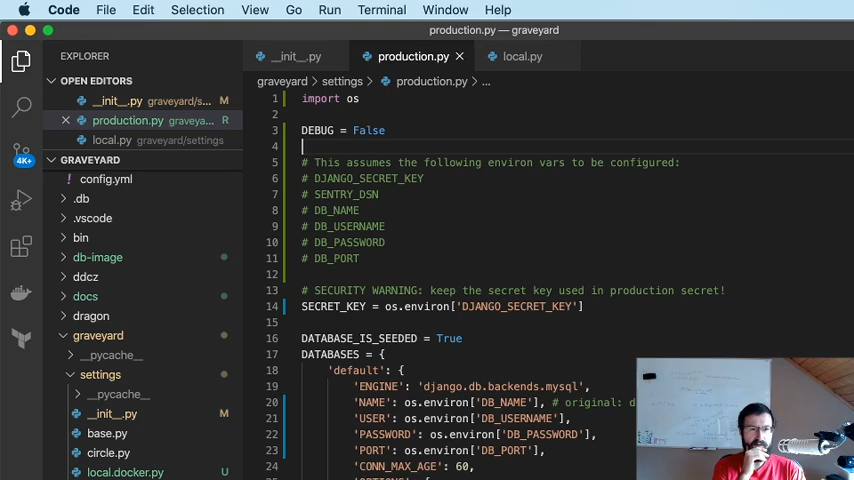 Code File Edit Selection View Go Run Terminal Window Help
production.py — graveyard
EXPLORER
__init__.py production.py local.py
OPEN EDITORS
__init__.py graveyard/s... M
production.py graveya... R
local.py graveyard/settings
GRAVEYARD
config.yml
.db
.vscode
bin
db-image
ddcz
docs
dragon
graveyard
__pycache__
settings
__pycache__
__init__.py M
base.py
circle.py
local.docker.py U
4K+
graveyard > settings > production.py > ...
1 import os
2
3 DEBUG = False
4
5 # This assumes the following environ vars to be configured:
6 # DJANGO_SECRET_KEY
7 # SENTRY_DSN
8 # DB_NAME
9 # DB_USERNAME
10 # DB_PASSWORD
11 # DB_PORT
12
13 # SECURITY WARNING: keep the secret key used in production secret!
14 SECRET_KEY = os.environ['DJANGO_SECRET_KEY']
15
16 DATABASE_IS_SEEDED = True
17 DATABASES = {
18 'default': {
19 'ENGINE': 'django.db.backends.mysql',
20 'NAME': os.environ['DB_NAME'], # original: d
21 'USER': os.environ['DB_USERNAME'],
22 'PASSWORD': os.environ['DB_PASSWORD'],
23 'PORT': os.environ['DB_PORT'],
24 'CONN_MAX_AGE': 60,